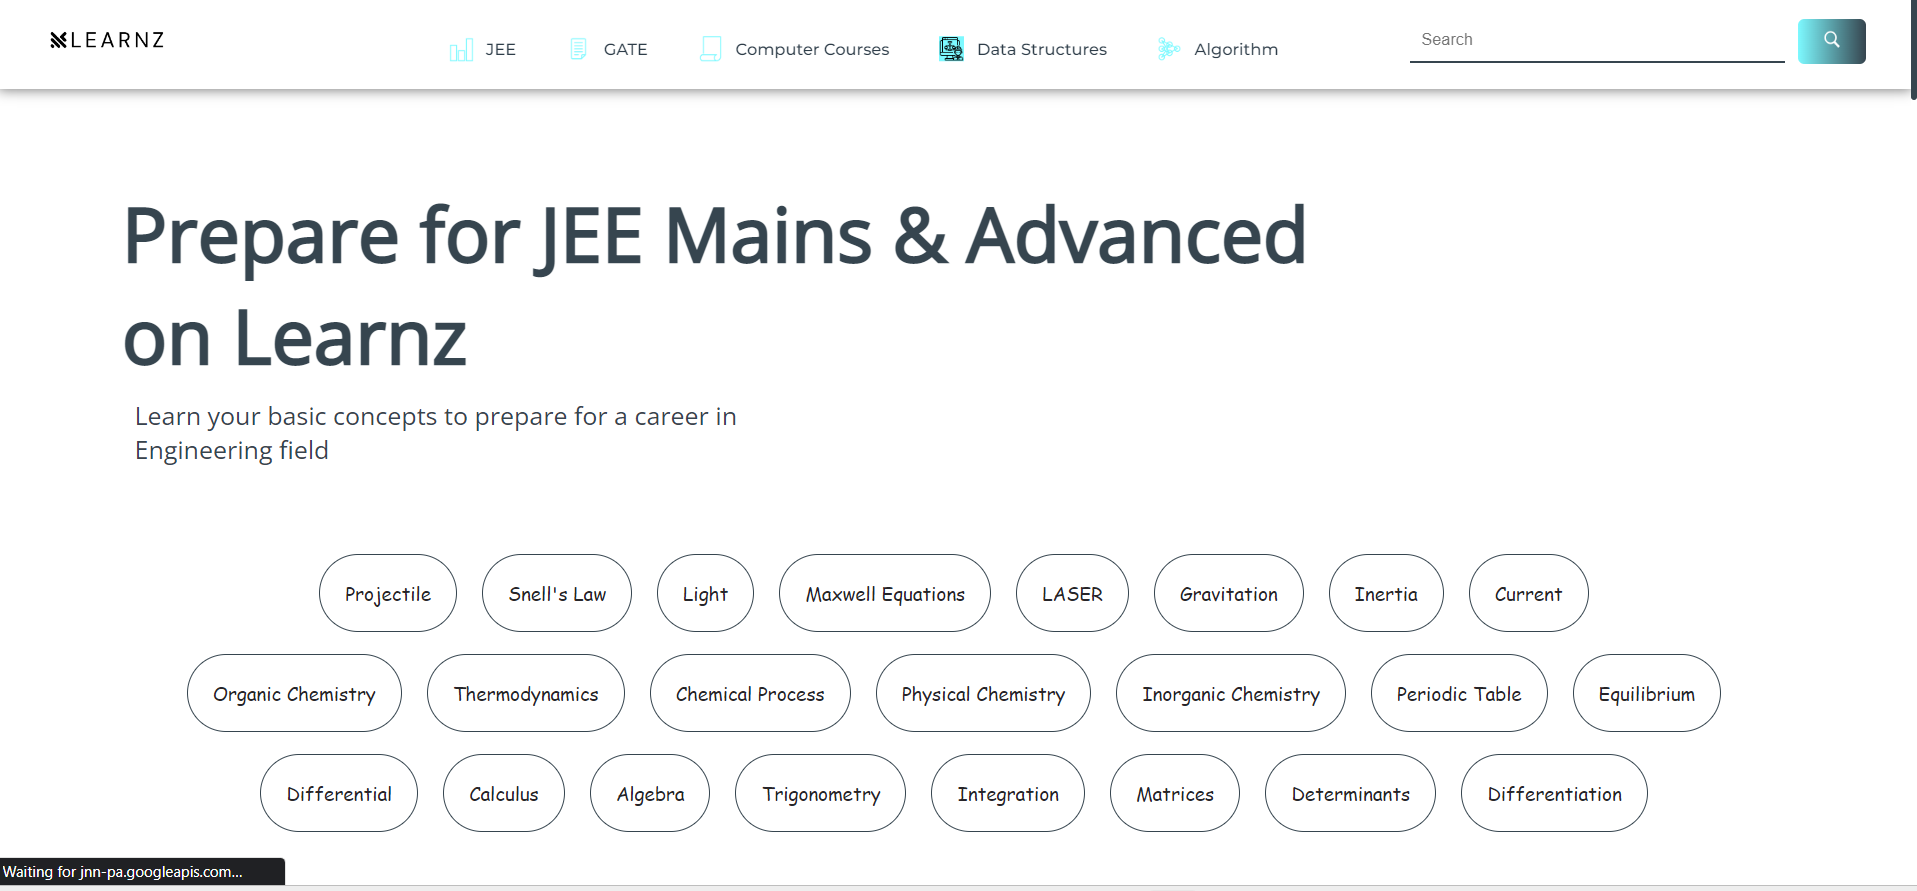 LEARNZ
JEE GATE Computer Courses Data Structures Algorithm Search
Prepare for JEE Mains & Advanced
on Learnz
Learn your basic concepts to prepare for a career in
Engineering field
Projectile Snell's Law Light Maxwell Equations LASER Gravitation Inertia Current
Organic Chemistry Thermodynamics Chemical Process Physical Chemistry Inorganic Chemistry Periodic Table Equilibrium
Differential Calculus Algebra Trigonometry Integration Matrices Determinants Differentiation
Waiting for jnn-pa.googleapis.com...